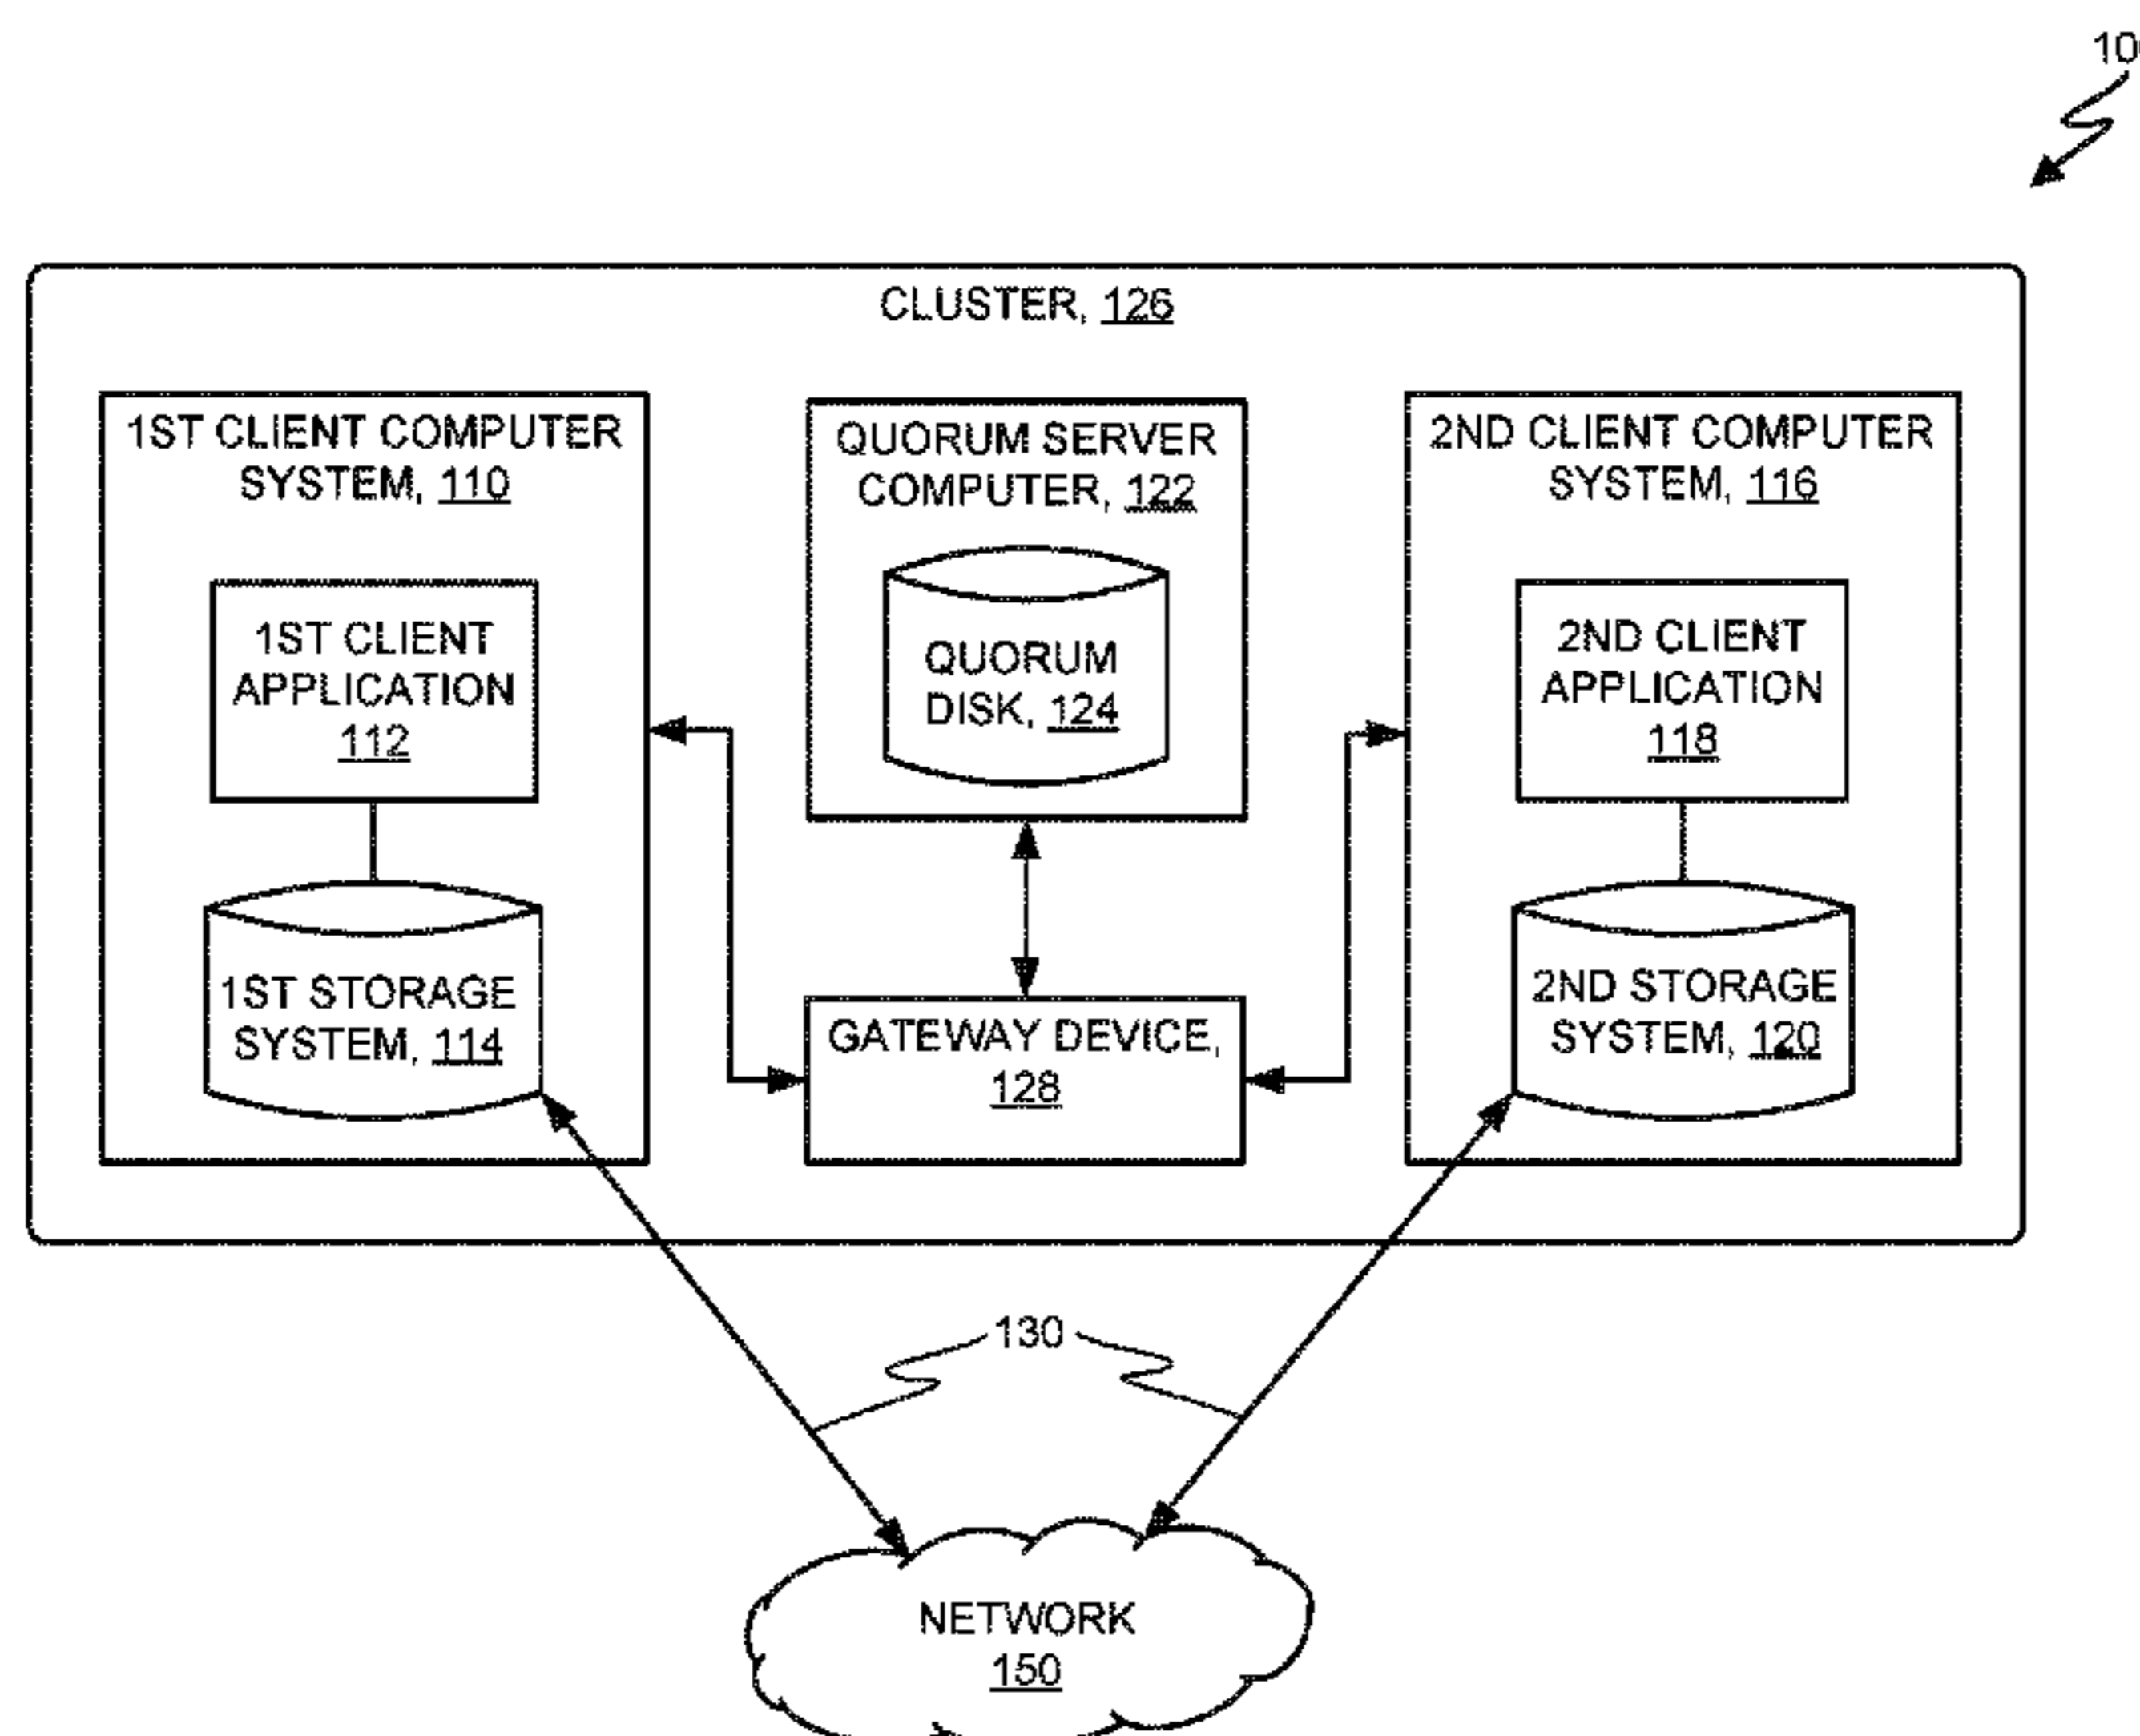 10
CLUSTER, 126
1ST CLIENT COMPUTER
SYSTEM, 110
1ST CLIENT
APPLICATION
112
1ST STORAGE
SYSTEM, 114
QUORUM SERVER
COMPUTER, 122
QUORUM
DISK, 124
GATEWAY DEVICE,
128
2ND CLIENT COMPUTER
SYSTEM, 116
2ND CLIENT
APPLICATION
118
2ND STORAGE
SYSTEM, 120
130
NETWORK
150